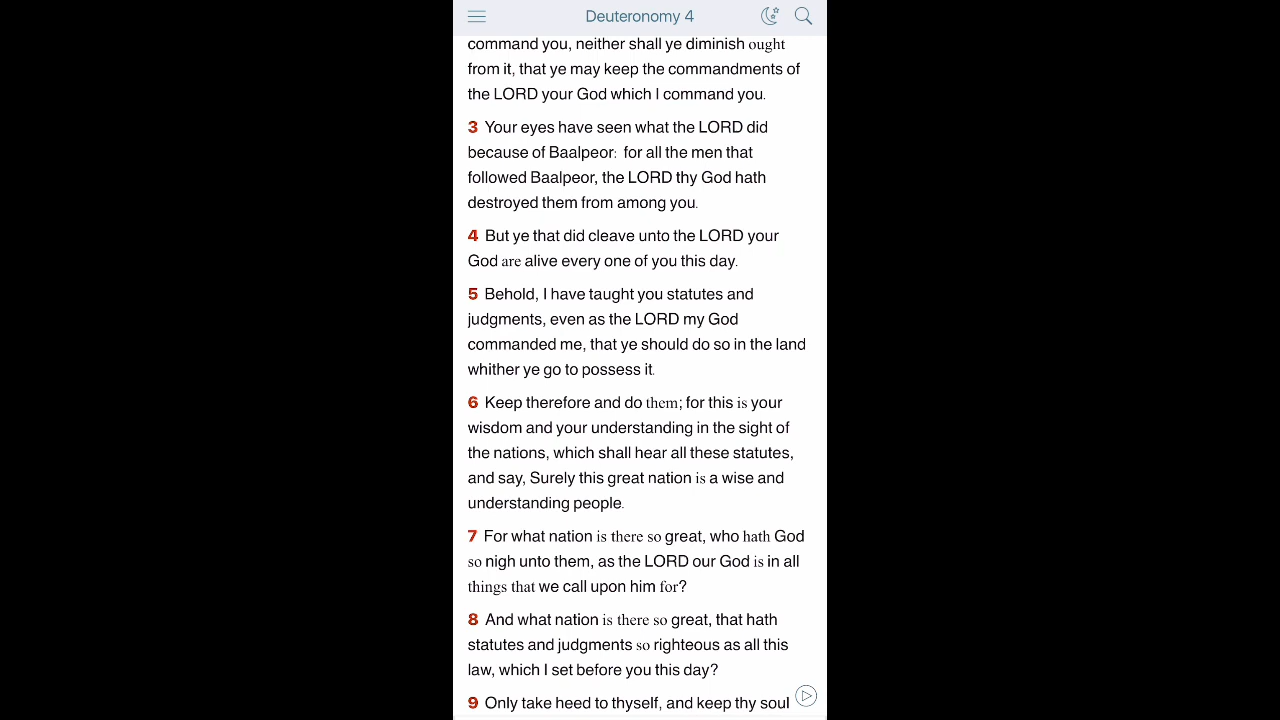 Deuteronomy 4
command you, neither shall ye diminish ought
from it, that ye may keep the commandments of
the LORD your God which I command you.
3 Your eyes have seen what the LORD did
because of Baalpeor: for all the men that
followed Baalpeor, the LORD thy God hath
destroyed them from among you.
4 But ye that did cleave unto the LORD your
God are alive every one of you this day.
5 Behold, I have taught you statutes and
judgments, even as the LORD my God
commanded me, that ye should do so in the land
whither ye go to possess it.
6 Keep therefore and do them; for this is your
wisdom and your understanding in the sight of
the nations, which shall hear all these statutes,
and say, Surely this great nation is a wise and
understanding people.
7 For what nation is there so great, who hath God
so nigh unto them, as the LORD our God is in all
things that we call upon him for?
8 And what nation is there so great, that hath
statutes and judgments so righteous as all this
law, which I set before you this day?
9 Only take heed to thyself, and keep thy soul